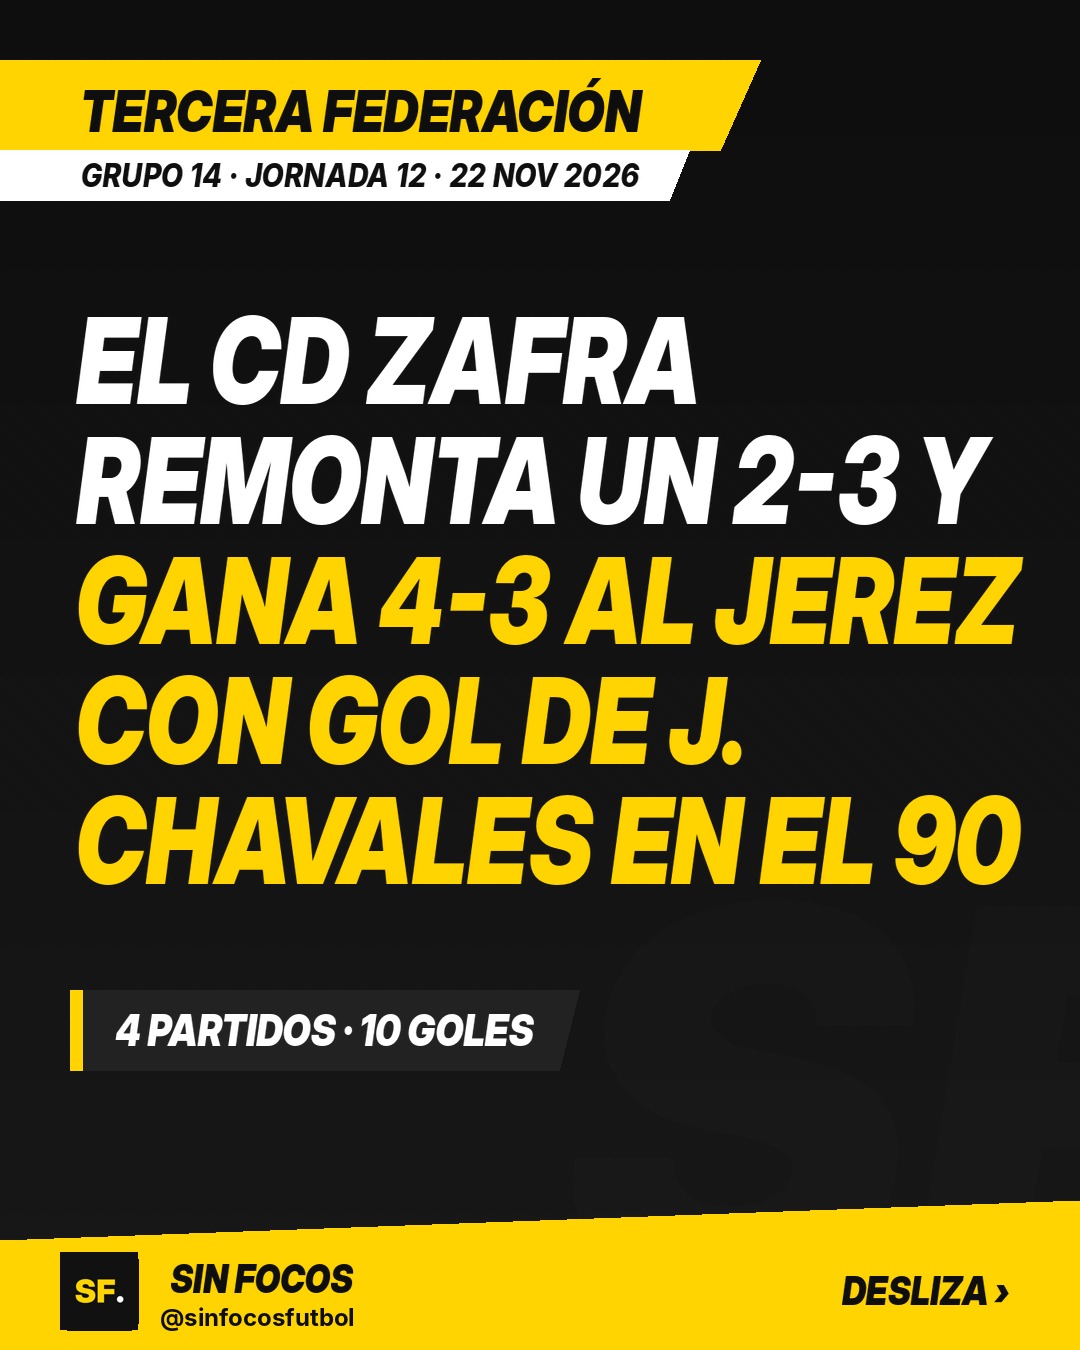 TERCERA FEDERACIÓN
GRUPO 14 · JORNADA 12 · 22 NOV 2026
EL CD ZAFRA
REMONTA UN 2-3 Y
GANA 4-3 AL JEREZ
CON GOL DE J.
CHAVALES EN EL 90
4 PARTIDOS · 10 GOLES
SF
SF.
SIN FOCOS
@sinfocosfutbol
DESLIZA ›